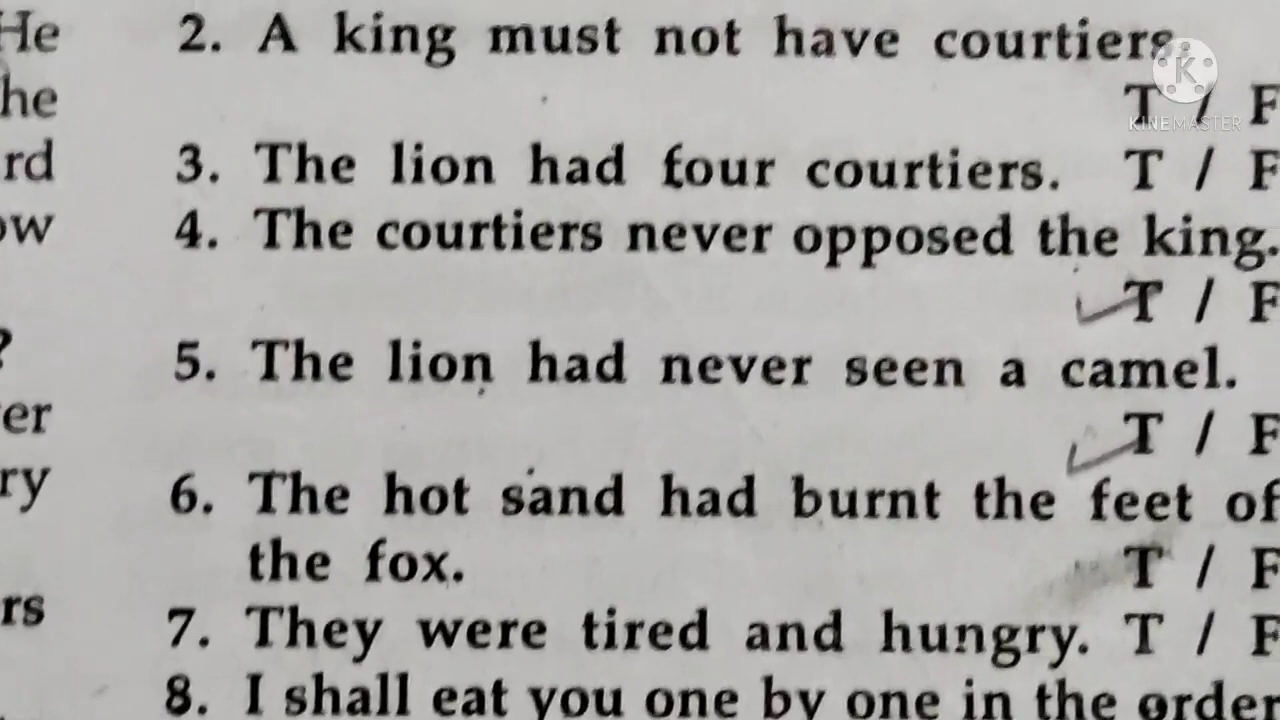 He 2. A king must not have courtiers.
he T / F
KINEMASTER
rd 3. The lion had four courtiers. T / F
ow 4. The courtiers never opposed the king.
T / F
? 5. The lion had never seen a camel.
er T / F
ry 6. The hot sand had burnt the feet of
the fox. T / F
rs 7. They were tired and hungry. T / F
8. I shall eat you one by one in the order